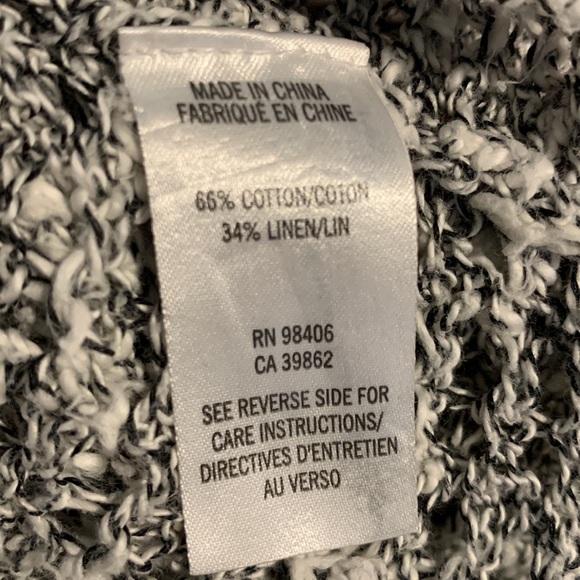 MADE IN CHINA
FABRIQUÉ EN CHINE
66% COTTON/COTON
34% LINEN/LIN
RN 98406
CA 39862
SEE REVERSE SIDE FOR
CARE INSTRUCTIONS/
DIRECTIVES D'ENTRETIEN
AU VERSO